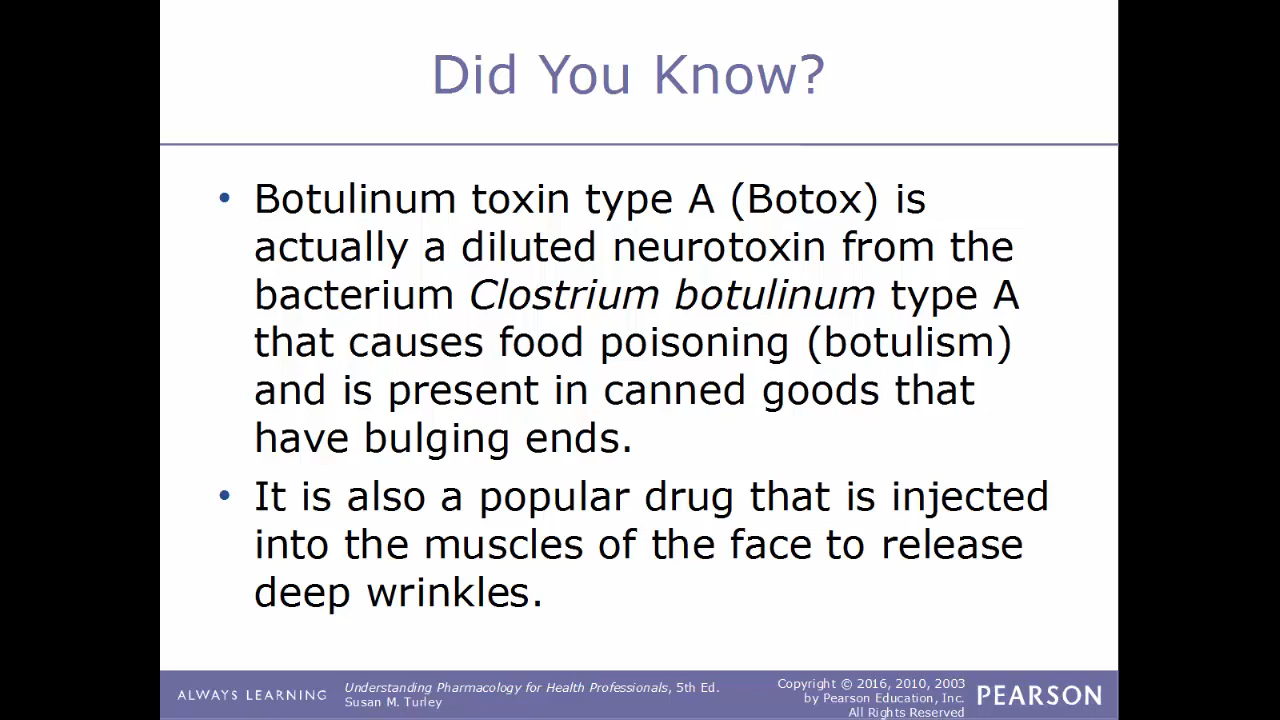 Did You Know?
• Botulinum toxin type A (Botox) is
actually a diluted neurotoxin from the
bacterium Clostrium botulinum type A
that causes food poisoning (botulism)
and is present in canned goods that
have bulging ends.
• It is also a popular drug that is injected
into the muscles of the face to release
deep wrinkles.
ALWAYS LEARNING
Understanding Pharmacology for Health Professionals, 5th Ed.
Susan M. Turley
Copyright © 2016, 2010, 2003
by Pearson Education, Inc.
All Rights Reserved
PEARSON